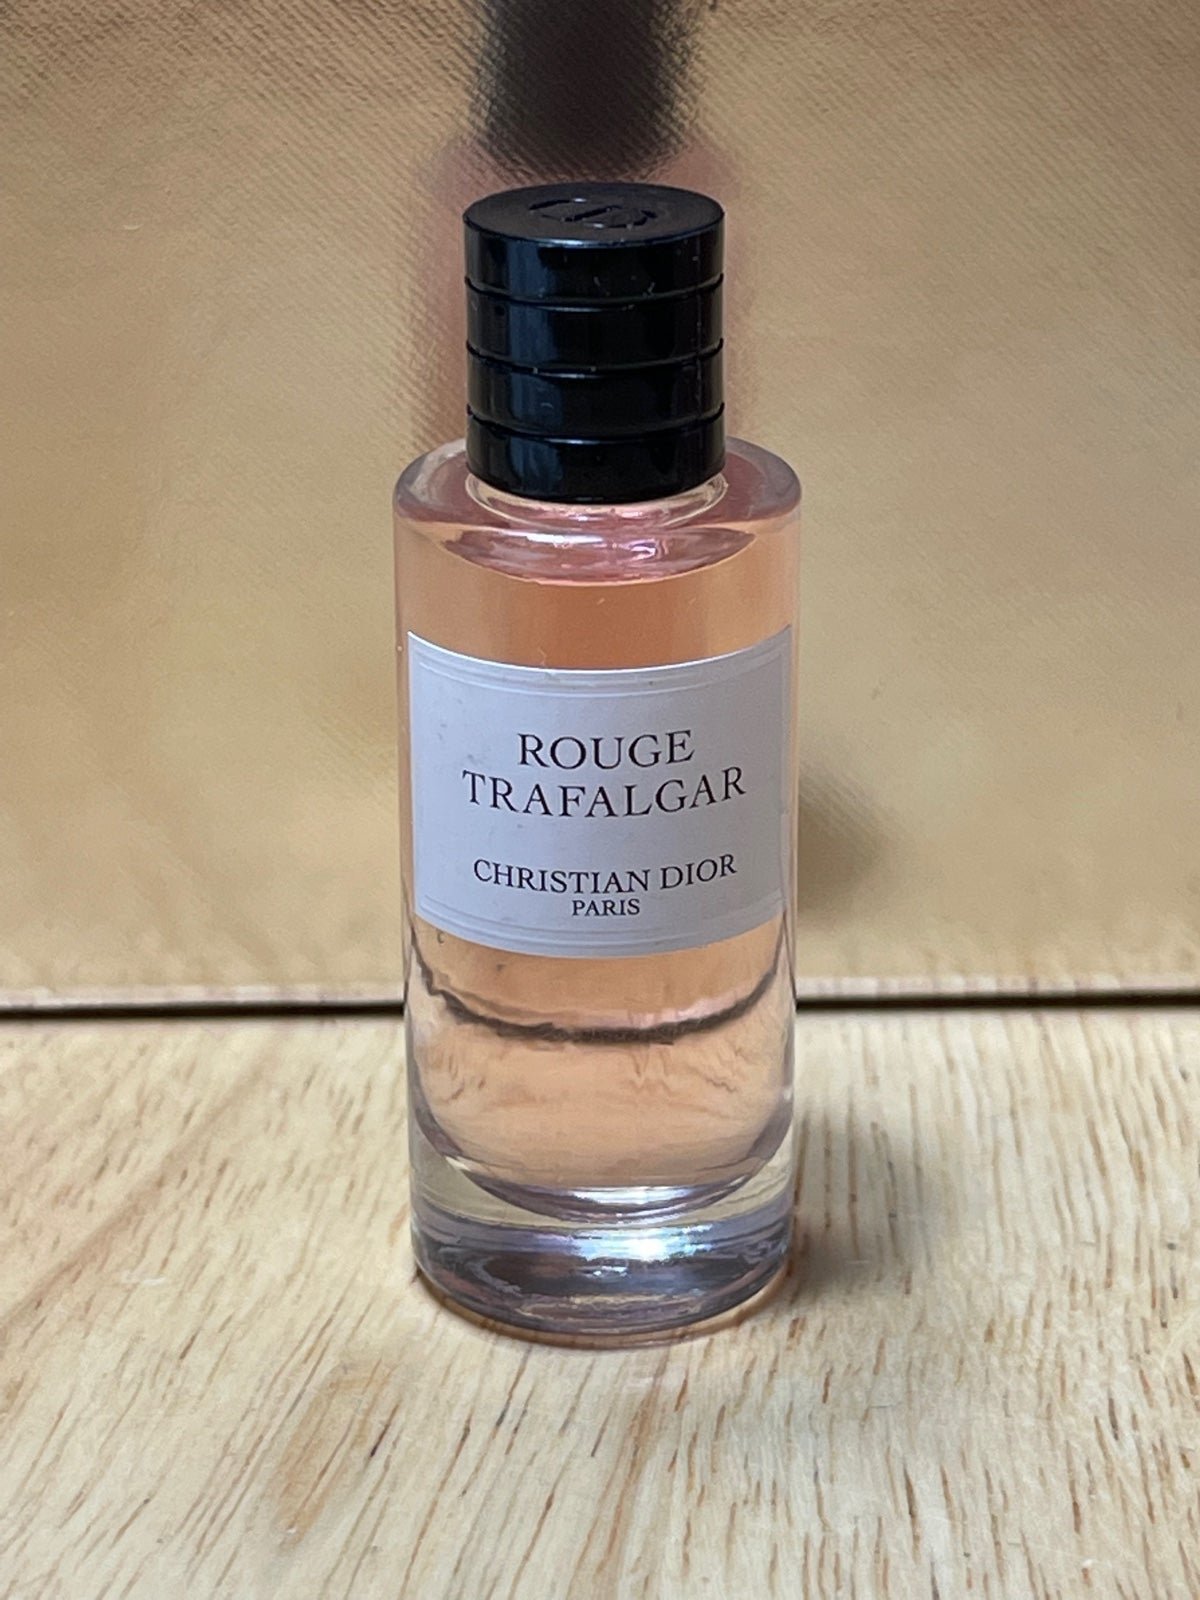 ROUGE
TRAFALGAR
CHRISTIAN DIOR
PARIS